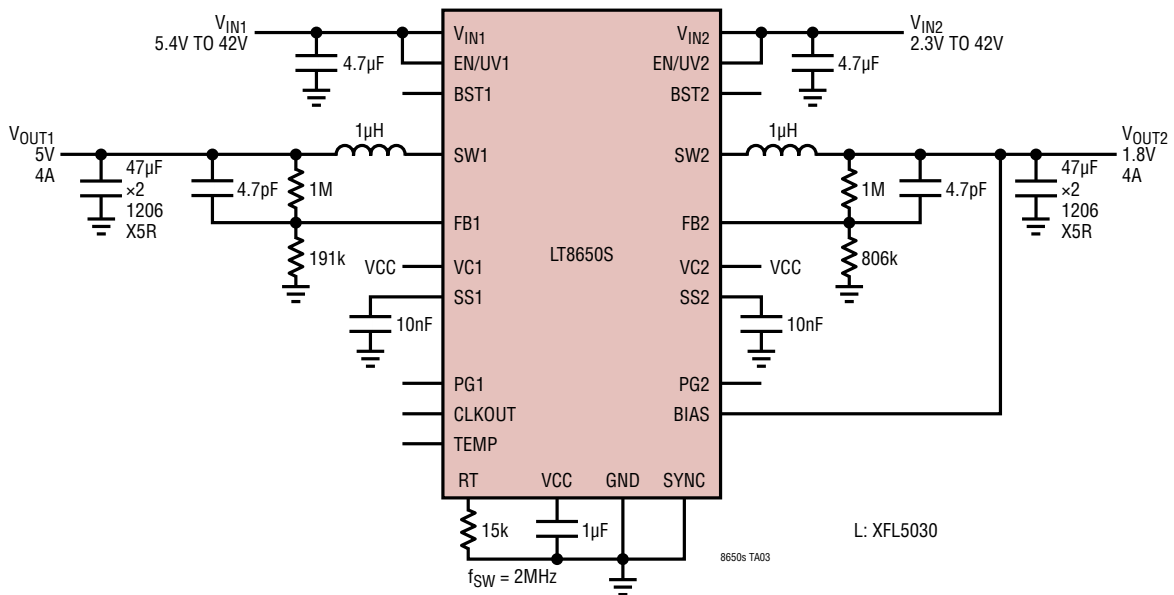 VIN1
5.4V TO 42V
4.7µF
VIN1
EN/UV1
BST1
VIN2
EN/UV2
BST2
VIN2
2.3V TO 42V
4.7µF
VOUT1
5V
4A
47µF
×2
1206
X5R
4.7pF
1M
191k
1µH
SW1
FB1
VCC
VC1
SS1
10nF
LT8650S
SW2
FB2
VC2
VCC
SS2
10nF
1µH
1M
806k
4.7pF
47µF
×2
1206
X5R
VOUT2
1.8V
4A
PG1
CLKOUT
TEMP
PG2
BIAS
RT
VCC
GND
SYNC
15k
1µF
fSW = 2MHz
L: XFL5030
8650s TA03